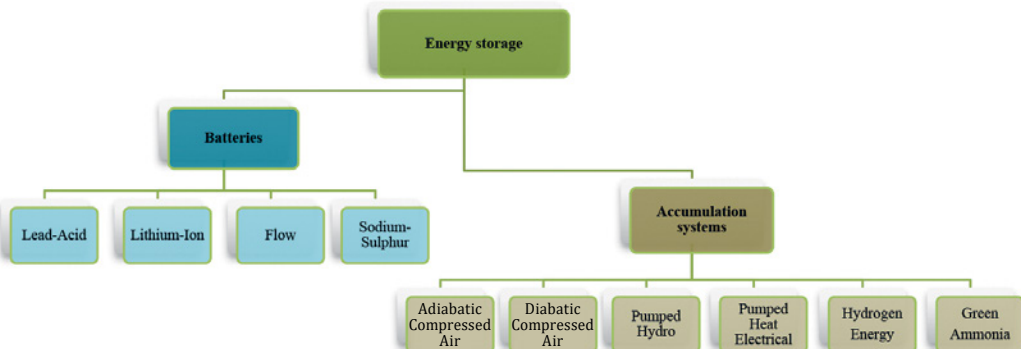 Energy storage
Batteries
Lead-Acid
Lithium-Ion
Flow
Sodium-
Sulphur
Accumulation
systems
Adiabatic
Compressed
Air
Diabatic
Compressed
Air
Pumped
Hydro
Pumped
Heat
Electrical
Hydrogen
Energy
Green
Ammonia